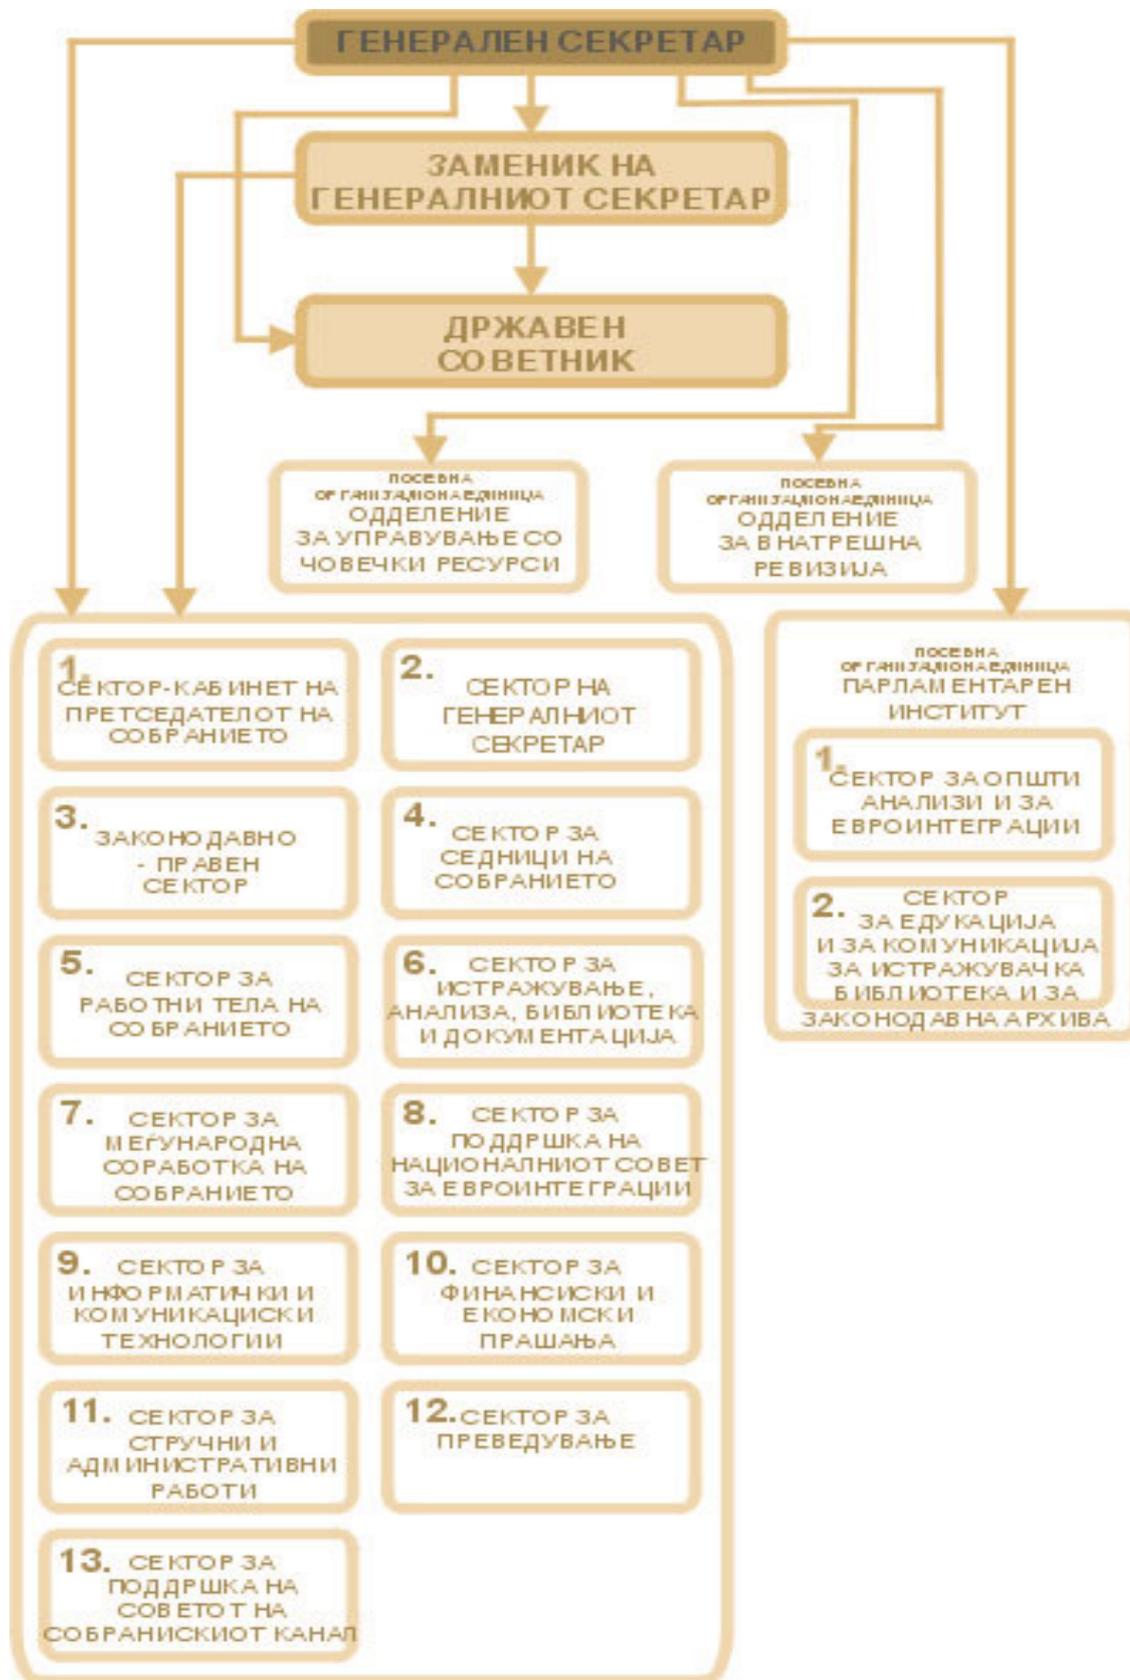 ГЕНЕРАЛЕН СЕКРЕТАР
ЗАМЕНИК НА
ГЕНЕРАЛНИОТ СЕКРЕТАР
ДРЖАВЕН
СОВЕТНИК
ПОСЕБНА
ОРГАНИЗАЦИОНА ЕДИНИЦА
ОДДЕЛЕНИЕ
ЗА УПРАВУВАЊЕ СО
ЧОВЕЧКИ РЕСУРСИ
ПОСЕБНА
ОРГАНИЗАЦИОНА ЕДИНИЦА
ОДДЕЛЕНИЕ
ЗА ВНАТРЕШНА
РЕВИЗИЈА
1.
СЕКТОР-КАБИНЕТ НА
ПРЕТСЕДАТЕЛОТ НА
СОБРАНИЕТО
2.
СЕКТОР НА
ГЕНЕРАЛНИОТ
СЕКРЕТАР
3.
ЗАКОНОДАВНО
- ПРАВЕН
СЕКТОР
4.
СЕКТОР ЗА
СЕДНИЦИ НА
СОБРАНИЕТО
5. СЕКТОР ЗА
РАБОТНИ ТЕЛА НА
СОБРАНИЕТО
6. СЕКТОР ЗА
ИСТРАЖУВАЊЕ,
АНАЛИЗА, БИБЛИОТЕКА
И ДОКУМЕНТАЦИЈА
7. СЕКТОР ЗА
МЕЃУНАРОДНА
СОРАБОТКА НА
СОБРАНИЕТО
8. СЕКТОР ЗА
ПОДДРШКА НА
НАЦИОНАЛНИОТ СОВЕТ
ЗА ЕВРОИНТЕГРАЦИИ
9. СЕКТОР ЗА
ИНФОРМАТИЧКИ И
КОМУНИКАЦИСКИ
ТЕХНОЛОГИИ
10. СЕКТОР ЗА
ФИНАНСИСКИ И
ЕКОНОМСКИ
ПРАШАЊА
11. СЕКТОР ЗА
СТРУЧНИ И
АДМИНИСТРАТИВНИ
РАБОТИ
12. СЕКТОР ЗА
ПРЕВЕДУВАЊЕ
13. СЕКТОР ЗА
ПОДДРШКА НА
СОВЕТОТ НА
СОБРАНИСКИОТ КАНАЛ
ПОСЕБНА
ОРГАНИЗАЦИОНА ЕДИНИЦА
ПАРЛАМЕНТАРЕН
ИНСТИТУТ
1.
СЕКТОР ЗА ОПШТИ
АНАЛИЗИ И ЗА
ЕВРОИНТЕГРАЦИИ
2. СЕКТОР
ЗА ЕДУКАЦИЈА
И ЗА КОМУНИКАЦИЈА
ЗА ИСТРАЖУВАЧКА
БИБЛИОТЕКА И ЗА
ЗАКОНОДАВНА АРХИВА